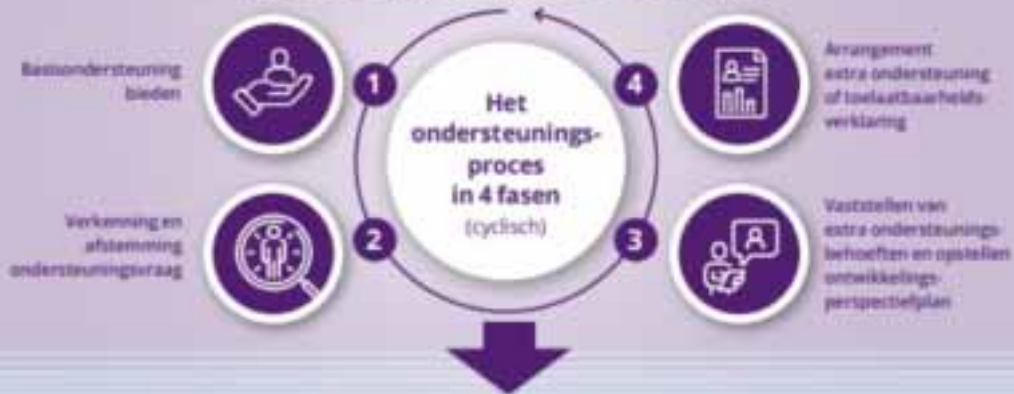 Het
ondersteunings-
proces
in 4 fasen
(cyclisch)
1
Basisondersteuning
bieden
2
Verkenning en
afstemming
ondersteuningsvraag
3
Vaststellen van
extra ondersteunings-
behoeften en opstellen
ontwikkelings-
perspectiefplan
4
Arrangement
extra ondersteuning
of toelaatbaarheids-
verklaring